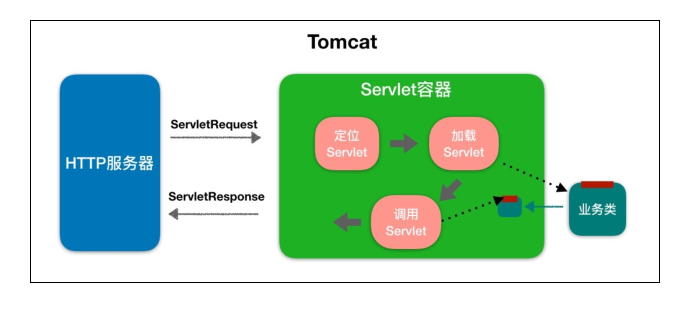 Tomcat
Servlet容器
ServletRequest
定位
Servlet
加载
Servlet
HTTP服务器
ServletResponse
调用
Servlet
业务类